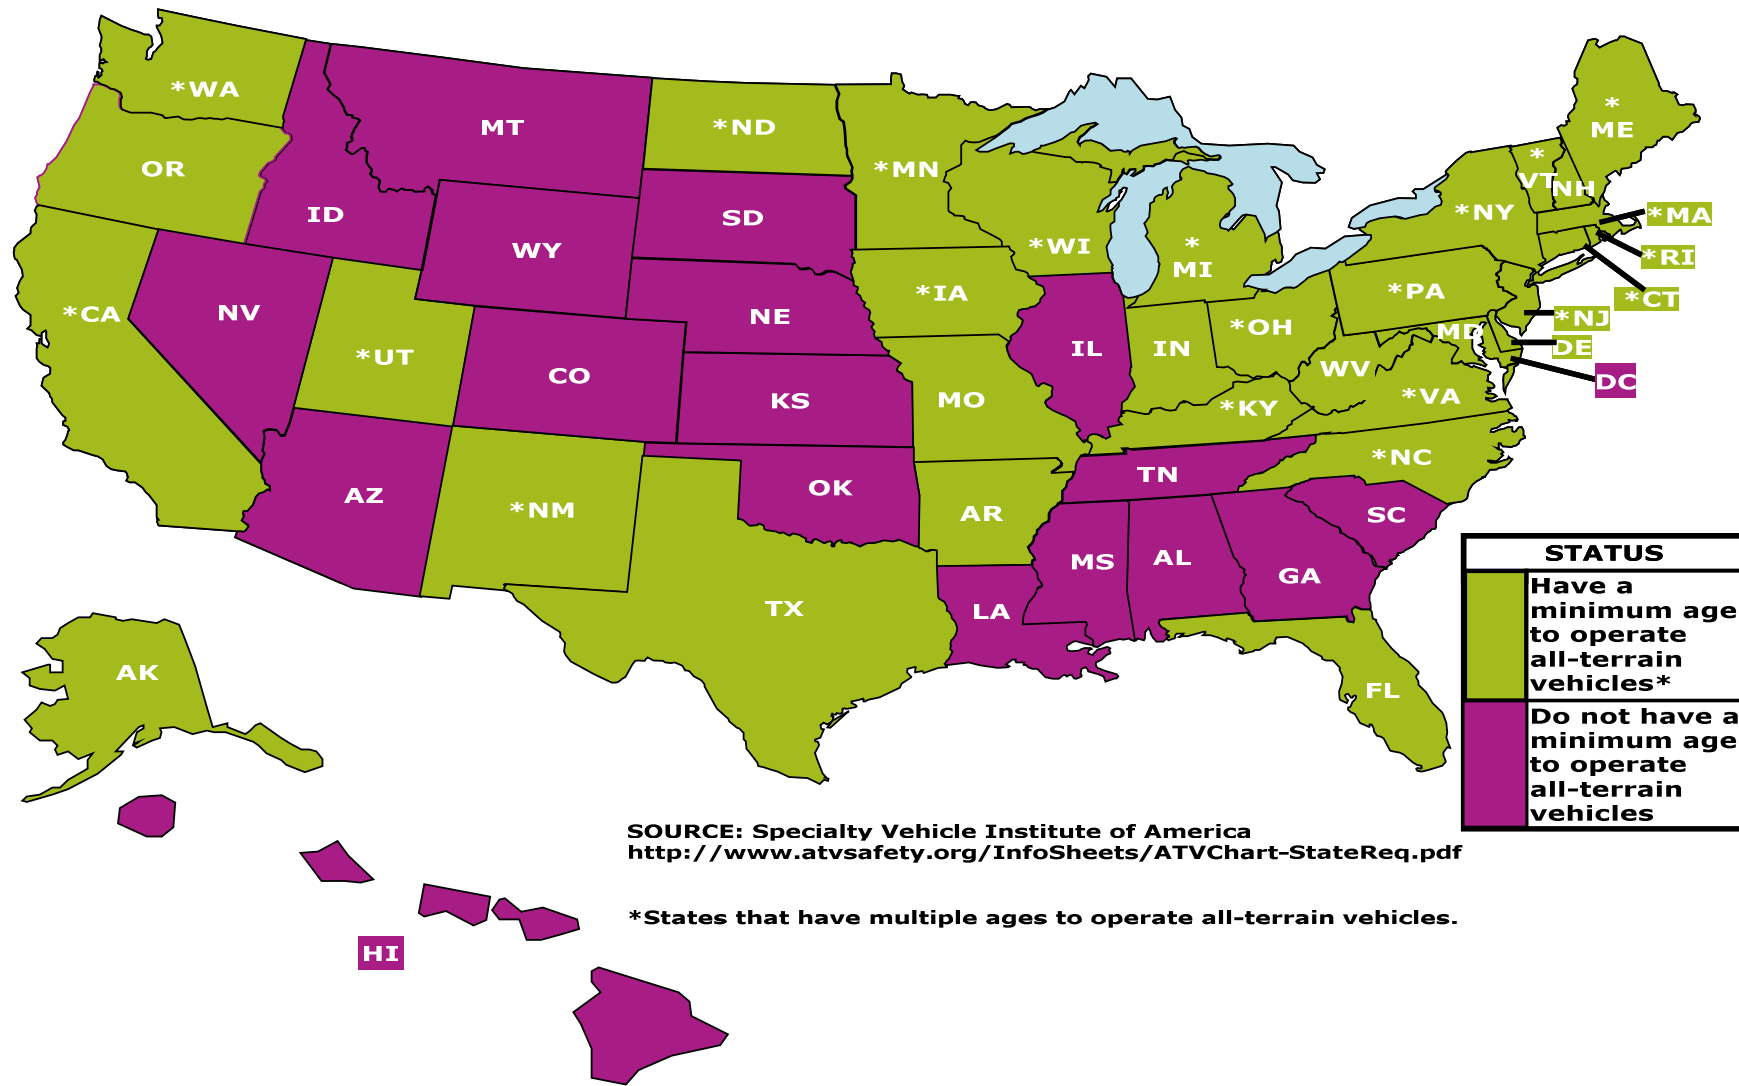 *WA
MT
*ND
*
ME
*MN
OR
*
VT
NH
ID
SD
*NY
*MA
WY
*WI
*
MI
*RI
*IA
*PA
*CT
*CA
NV
NE
*OH
*NJ
MD
*UT
IL
IN
DE
CO
WV
DC
KS
MO
*KY
*VA
*NC
AZ
OK
TN
*NM
AR
SC
MS
AL
GA
TX
LA
AK
FL
HI
STATUS
Have a
minimum age
to operate
all-terrain
vehicles*
Do not have a
minimum age
to operate
all-terrain
vehicles
SOURCE: Specialty Vehicle Institute of America
http://www.atvsafety.org/InfoSheets/ATVChart-StateReq.pdf
*States that have multiple ages to operate all-terrain vehicles.